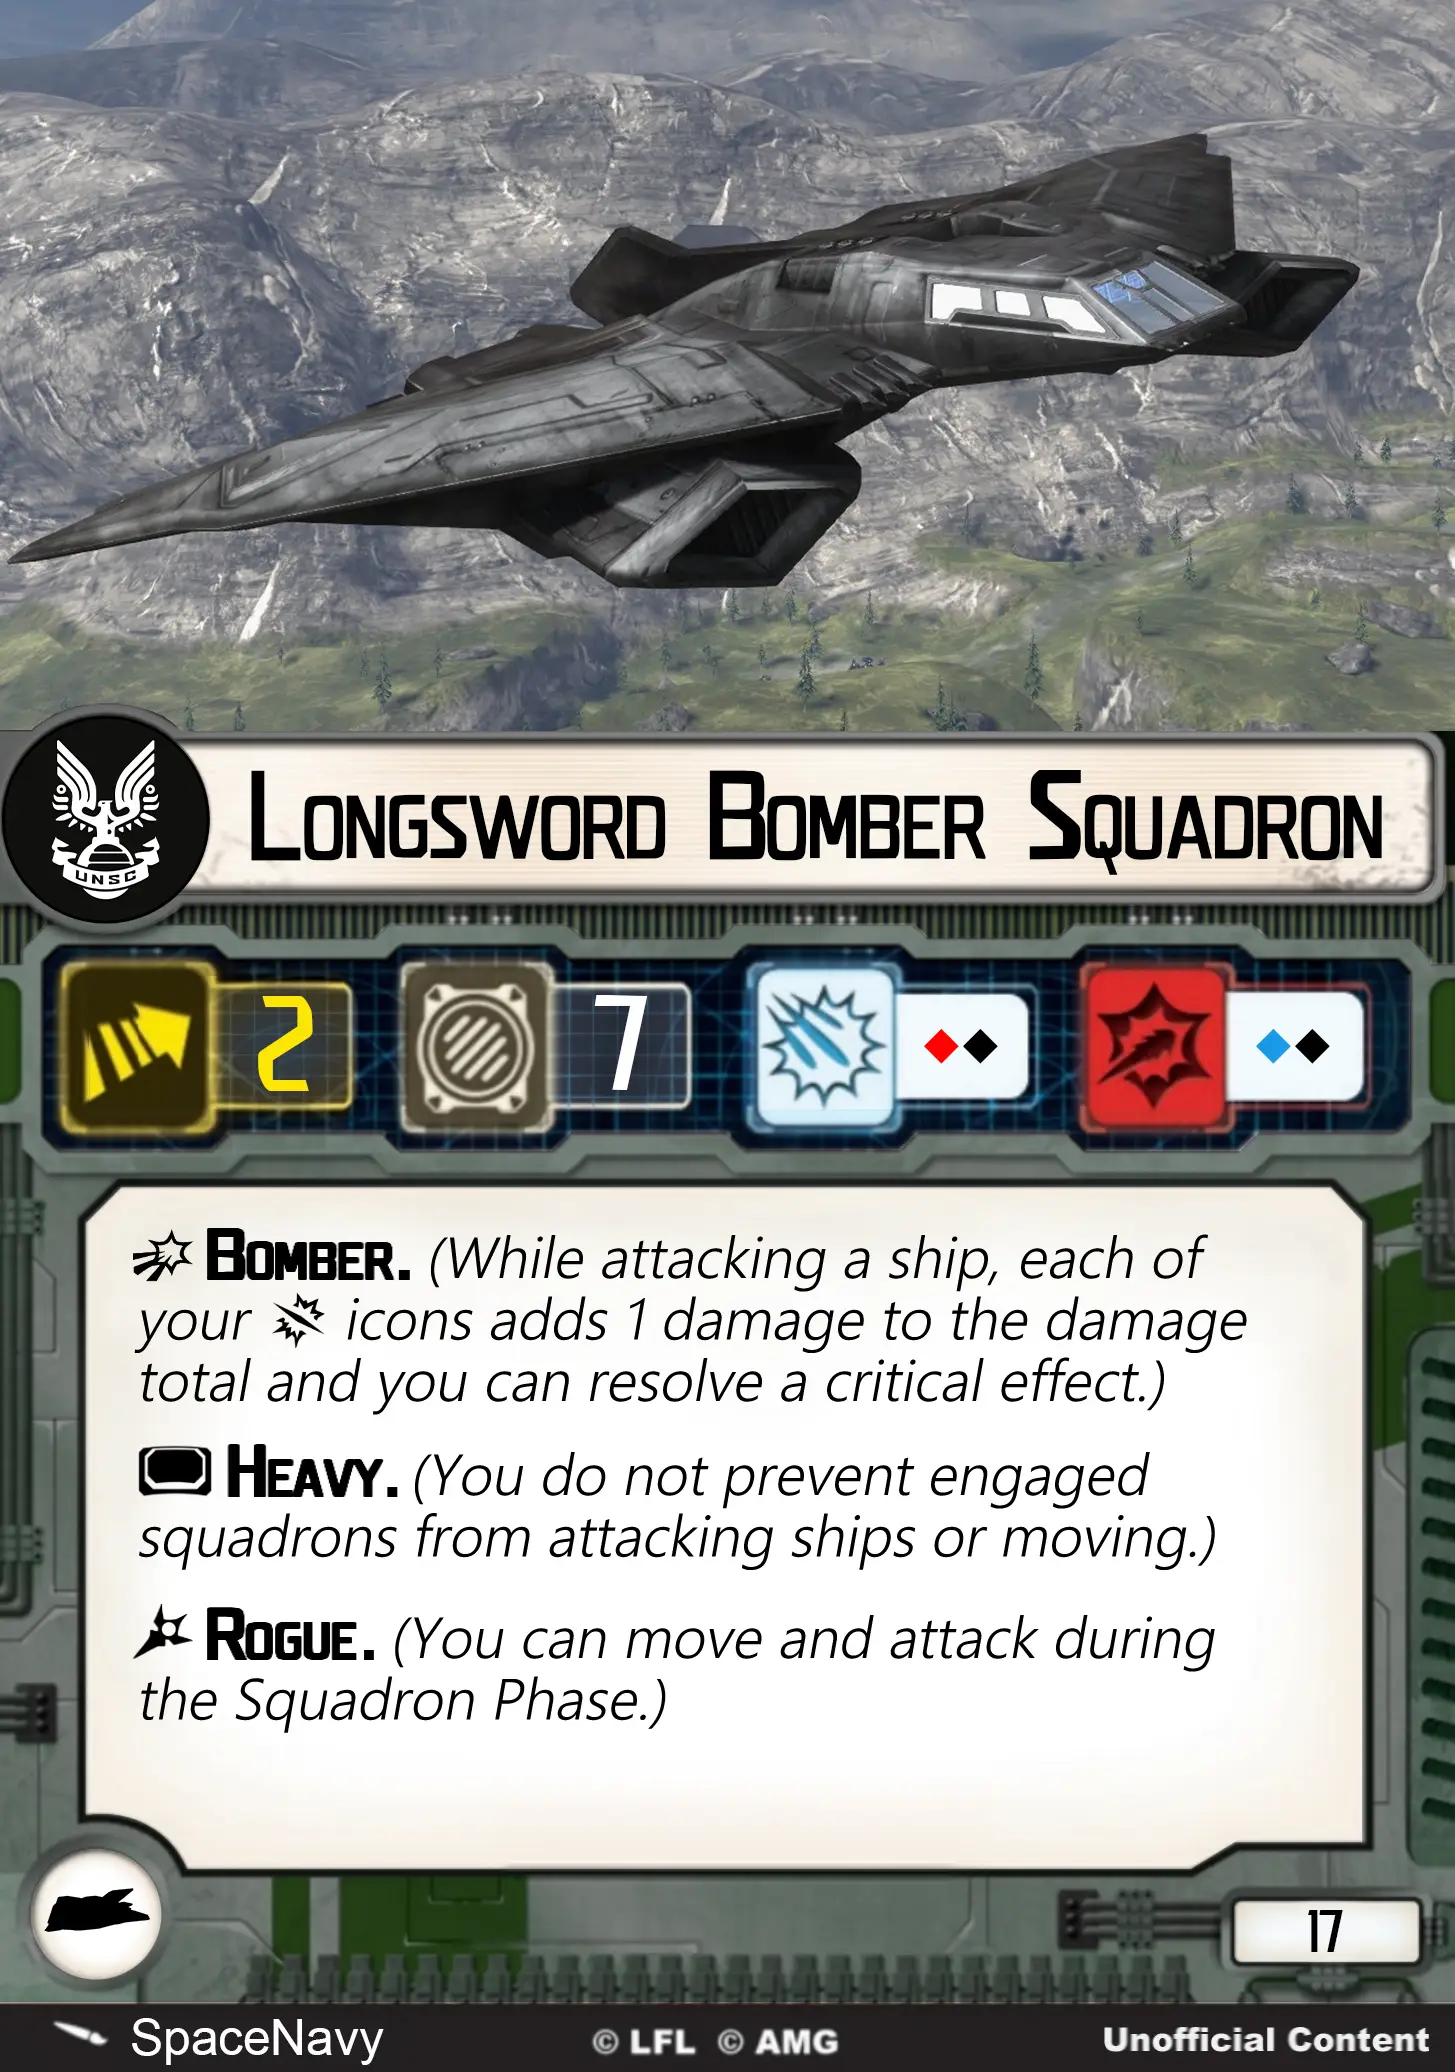 UNSC
Longsword Bomber Squadron
2 7
Bomber. (While attacking a ship, each of
your icons adds 1 damage to the damage
total and you can resolve a critical effect.)
Heavy. (You do not prevent engaged
squadrons from attacking ships or moving.)
Rogue. (You can move and attack during
the Squadron Phase.)
17
SpaceNavy © LFL © AMG Unofficial Content